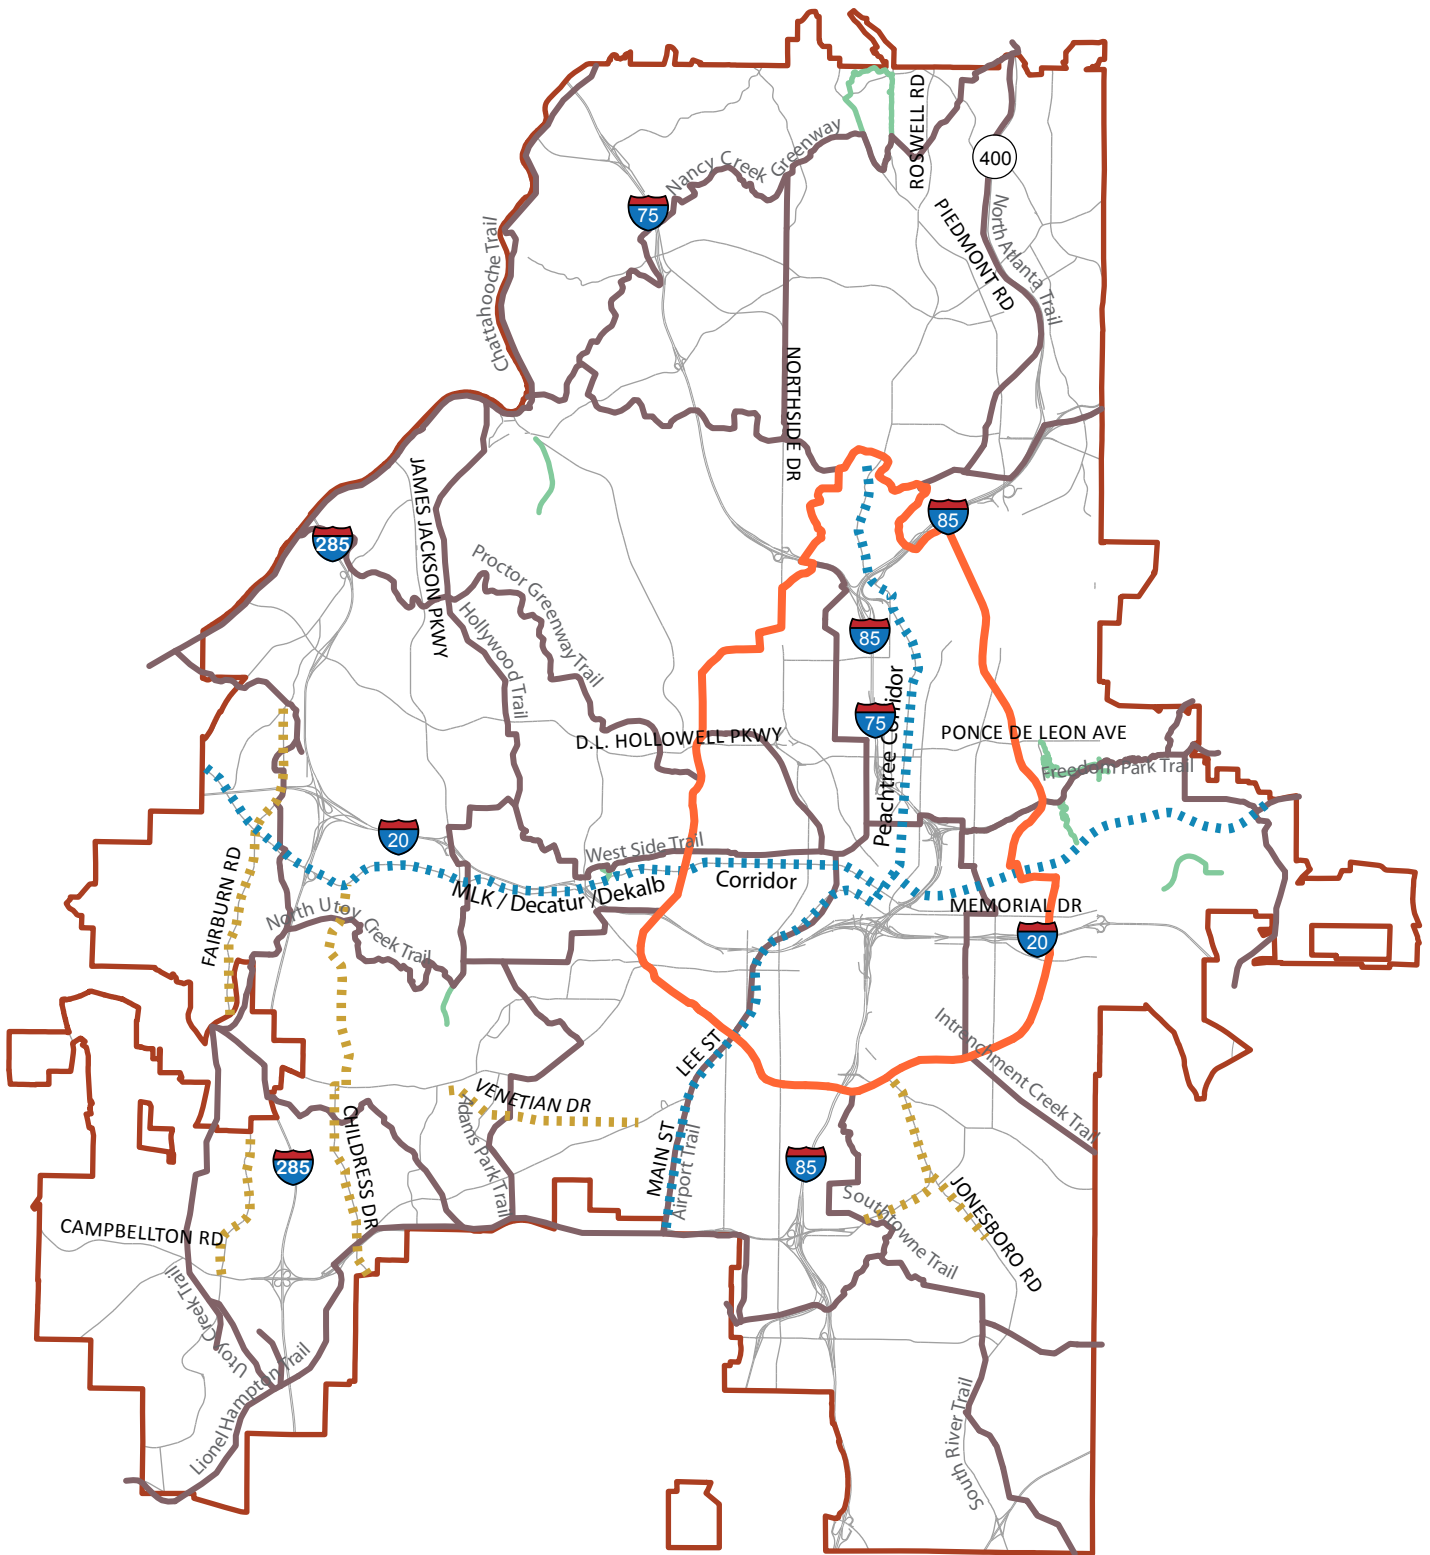 ROSWELL RD
400
Nancy Creek Greenway
75
PIEDMONT RD
North Atlanta Trail
Chattahooche Trail
NORTHSIDE DR
JAMES JACKSON PKWY
85
285
Proctor Greenway Trail
Hollywood Trail
85
Peachtree Corridor
75
D.L. HOLLOWELL PKWY
PONCE DE LEON AVE
Freedom Park Trail
20
West Side Trail
FAIRBURN RD
MLK / Decatur / Dekalb
Corridor
MEMORIAL DR
North Utoy Creek Trail
20
Intrenchment Creek Trail
LEE ST
VENETIAN DR
Adams Park Trail
CHILDRESS DR
MAIN ST
Airport Trail
285
85
Southtowne Trail
JONESBORO RD
CAMPBELLTON RD
Utoy Creek Trail
Lionel Hampton Trail
South River Trail